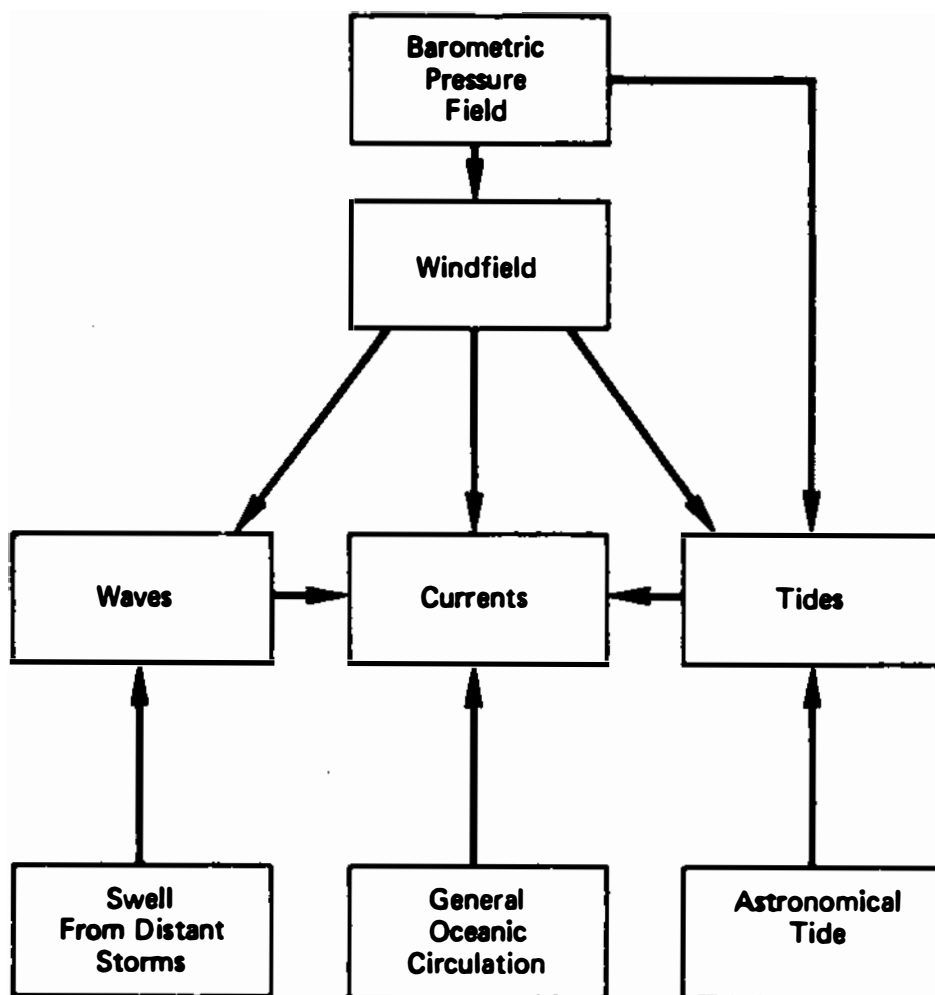 Barometric
Pressure
Field
Windfield
Waves
Currents
Tides
Swell
From Distant
Storms
General
Oceanic
Circulation
Astronomical
Tide